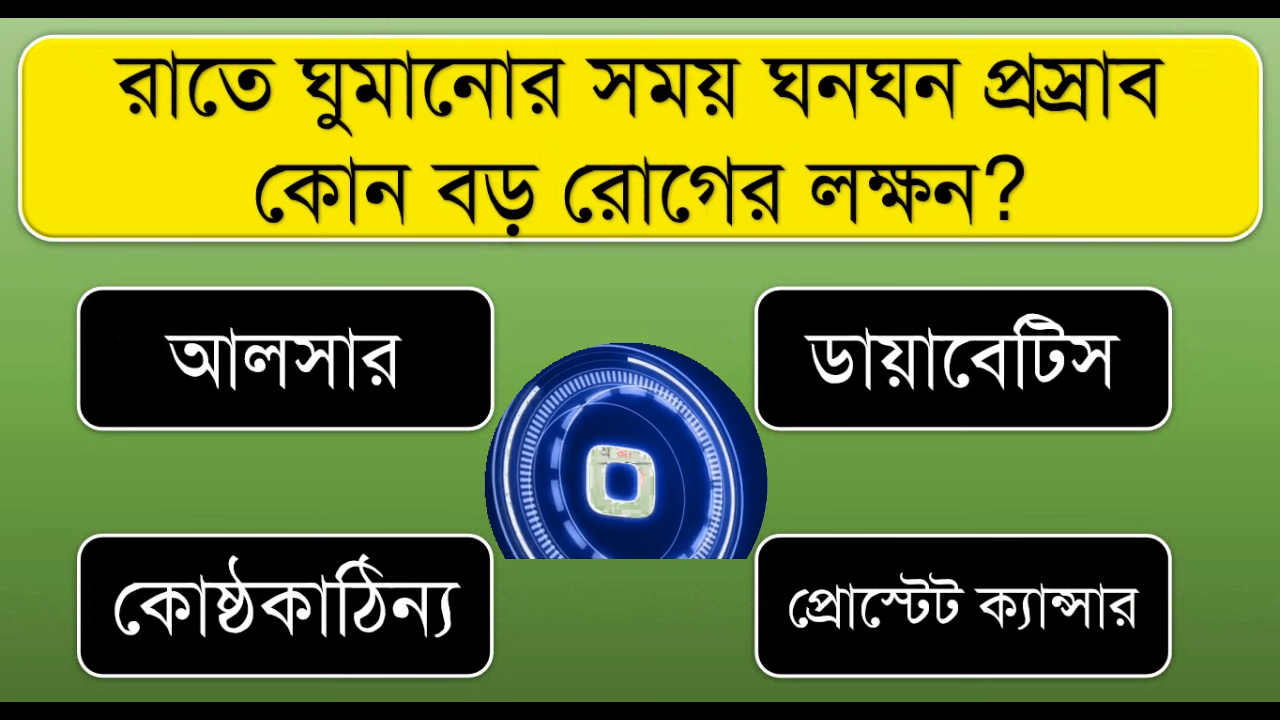 রাতে ঘুমানোর সময় ঘনঘন প্রস্রাব
কোন বড় রোগের লক্ষন?
আলসার
ডায়াবেটিস
কোষ্ঠকাঠিন্য
প্রোস্টেট ক্যান্সার